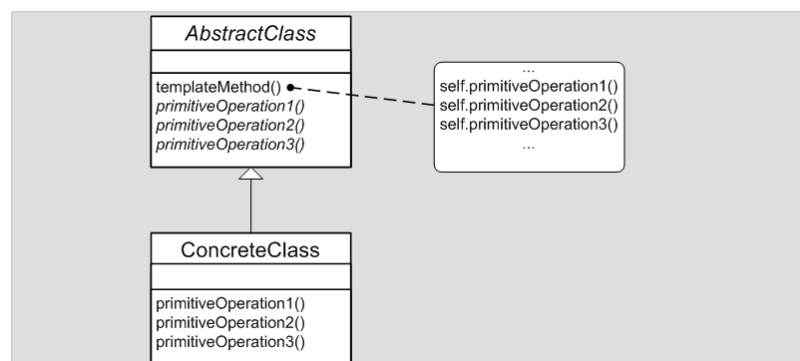 AbstractClass
templateMethod()
primitiveOperation1()
primitiveOperation2()
primitiveOperation3()
...
self.primitiveOperation1()
self.primitiveOperation2()
self.primitiveOperation3()
...
ConcreteClass
primitiveOperation1()
primitiveOperation2()
primitiveOperation3()